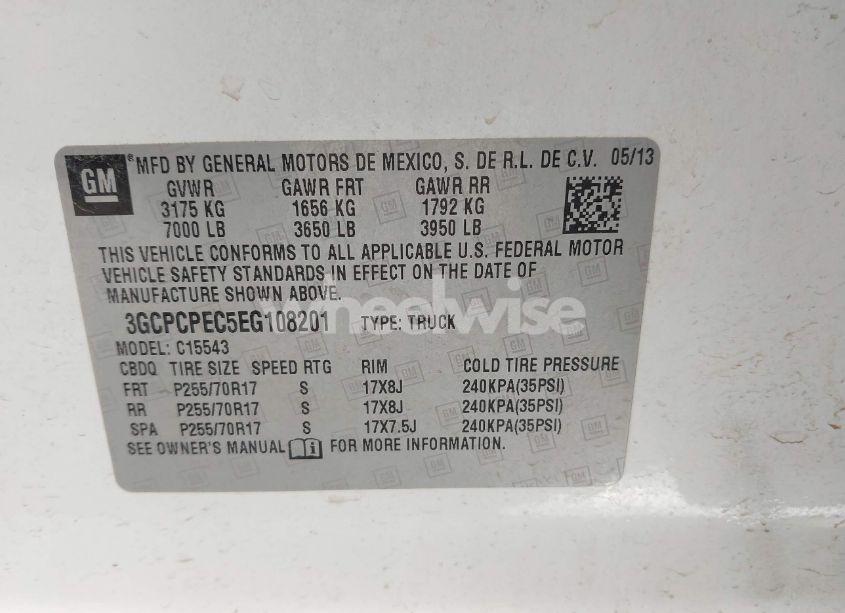 GM
® MFD BY GENERAL MOTORS DE MEXICO, S. DE R.L. DE C.V. 05/13
GVWR GAWR FRT GAWR RR
3175 KG 1656 KG 1792 KG
7000 LB 3650 LB 3950 LB
THIS VEHICLE CONFORMS TO ALL APPLICABLE U.S. FEDERAL MOTOR
VEHICLE SAFETY STANDARDS IN EFFECT ON THE DATE OF
MANUFACTURE SHOWN ABOVE.
wheelwise
3GCPCPEC5EG108201 TYPE: TRUCK
MODEL: C15543
CBDQ TIRE SIZE SPEED RTG RIM COLD TIRE PRESSURE
FRT P255/70R17 S 17X8J 240KPA(35PSI)
RR P255/70R17 S 17X8J 240KPA(35PSI)
SPA P255/70R17 S 17X7.5J 240KPA(35PSI)
SEE OWNER'S MANUAL FOR MORE INFORMATION.